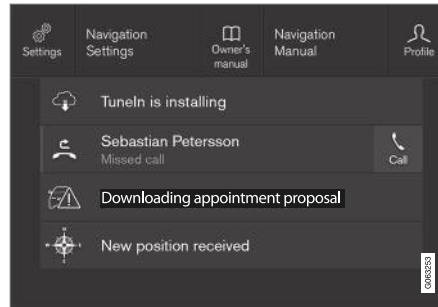 Settings
Navigation
Settings
Owner's
manual
Navigation
Manual
Profile
TuneIn is installing
Sebastian Petersson
Missed call
Call
Downloading appointment proposal
New position received
G063253